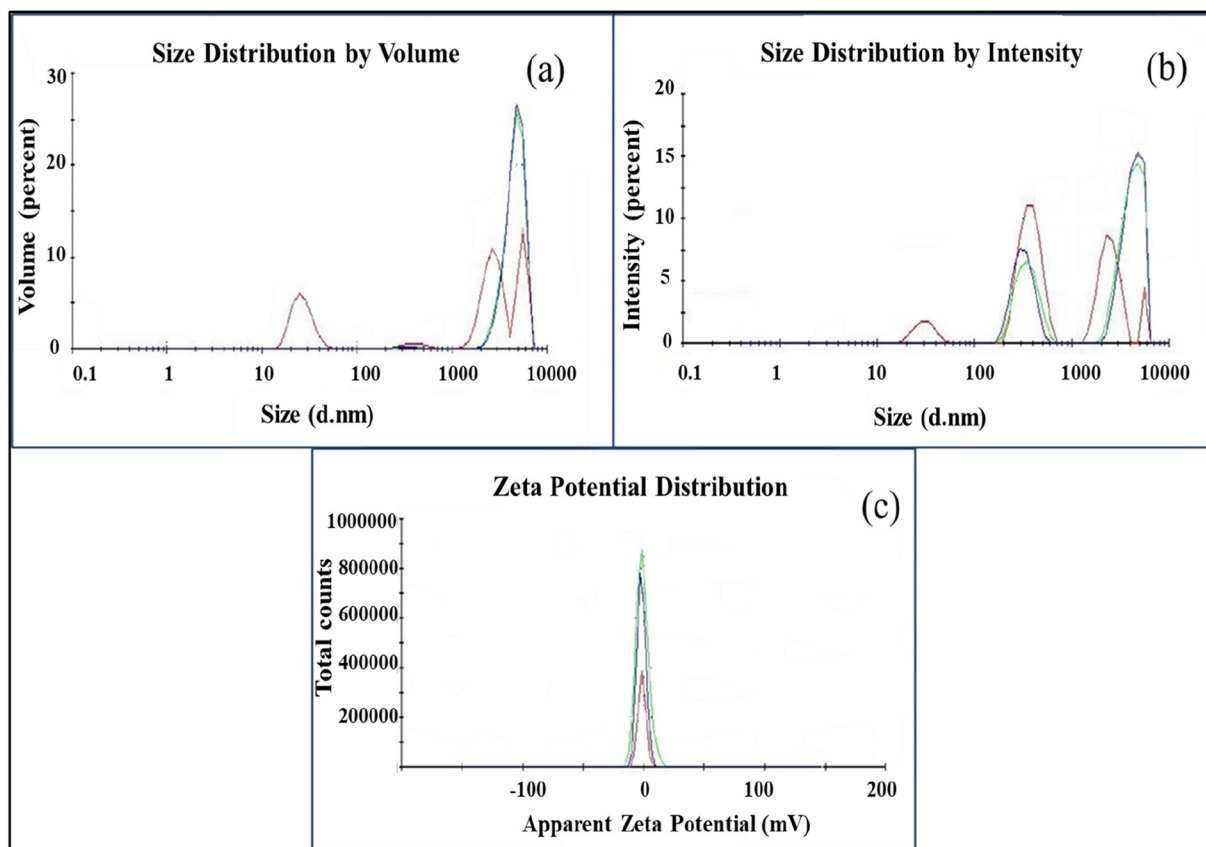 Size Distribution by Volume
(a)
30
20
10
0
Volume (percent)
0.1 1 10 100 1000 10000
Size (d.nm)
Size Distribution by Intensity
(b)
20
15
10
5
0
Intensity (percent)
0.1 1 10 100 1000 10000
Size (d.nm)
Zeta Potential Distribution
(c)
1000000
800000
600000
400000
200000
Total counts
-100 0 100 200
Apparent Zeta Potential (mV)